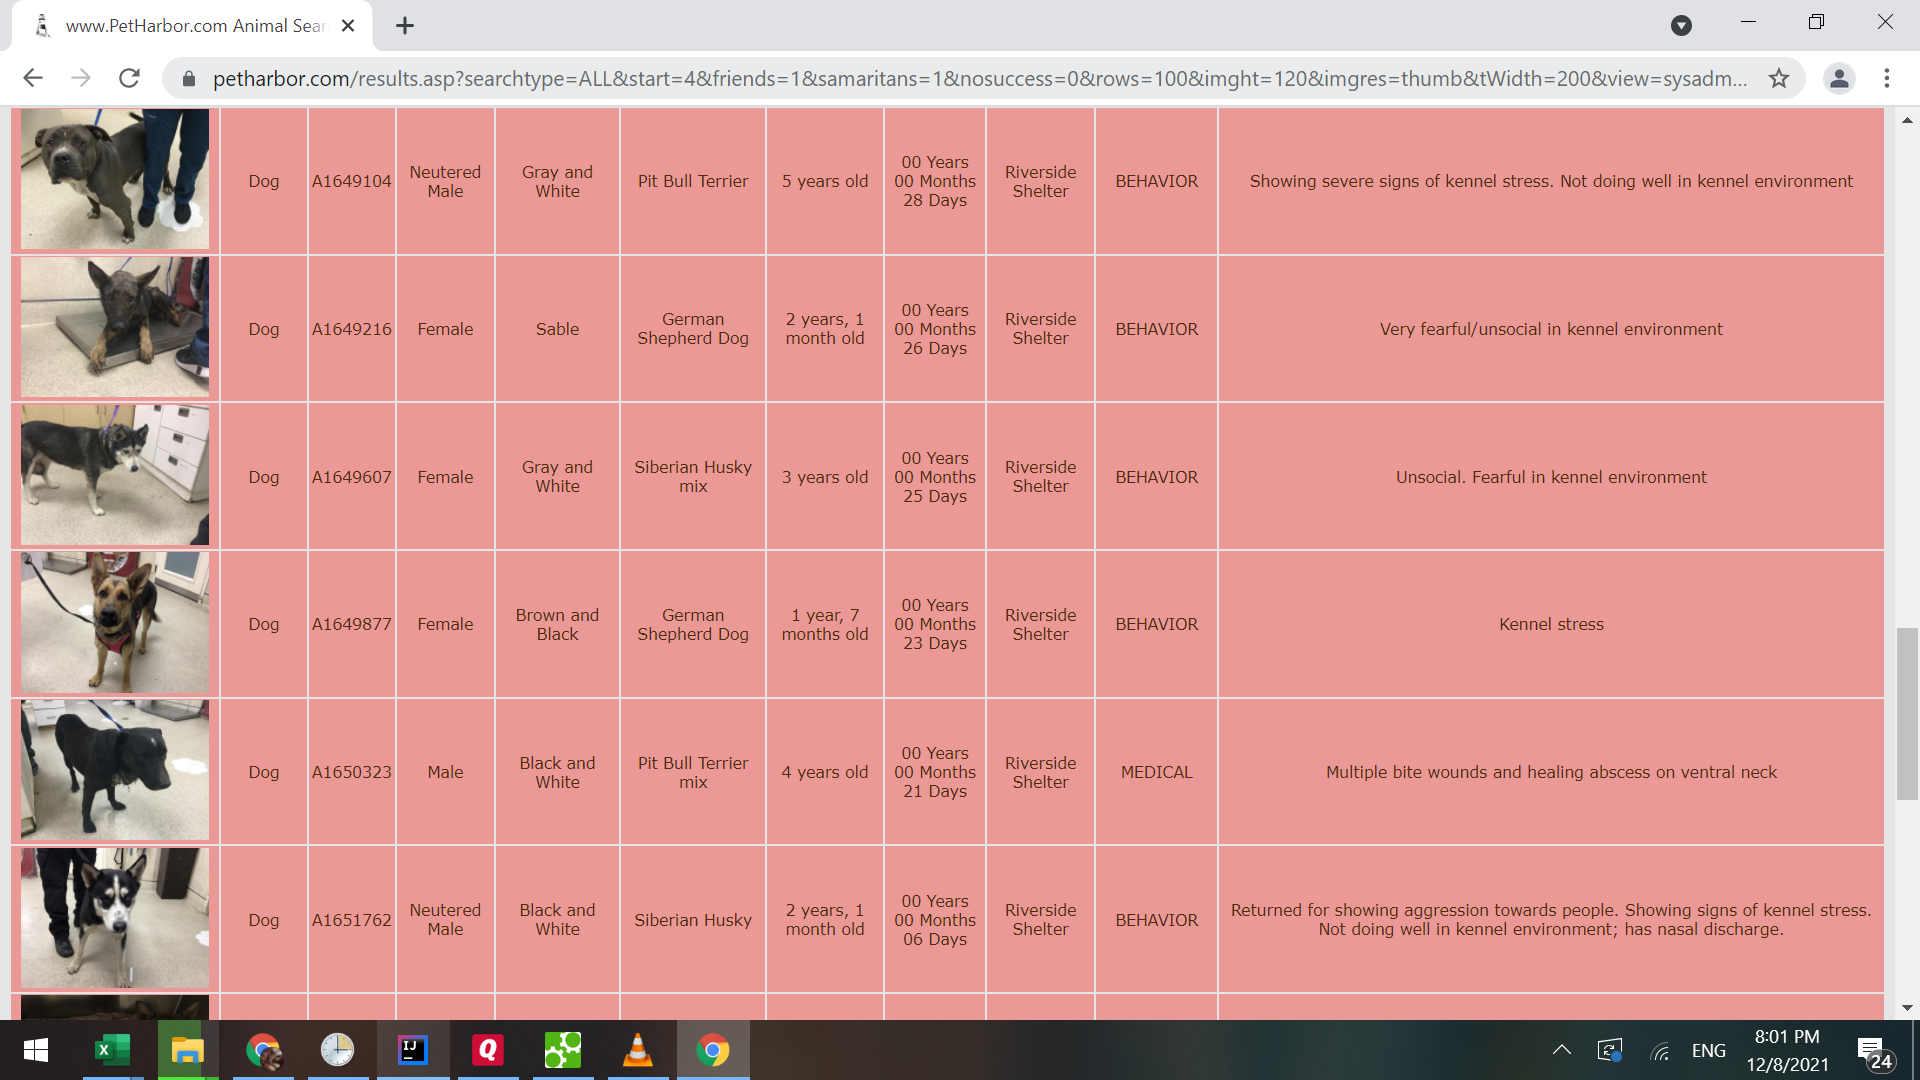 www.PetHarbor.com Animal Sear
petharbor.com/results.asp?searchtype=ALL&start=4&friends=1&samaritans=1&nosuccess=0&rows=100&imght=120&imgres=thumb&tWidth=200&view=sysadm...
Dog
A1649104
Neutered
Male
Gray and
White
Pit Bull Terrier
5 years old
00 Years
00 Months
28 Days
Riverside
Shelter
BEHAVIOR
Showing severe signs of kennel stress. Not doing well in kennel environment
Dog
A1649216
Female
Sable
German
Shepherd Dog
2 years, 1
month old
00 Years
00 Months
26 Days
Riverside
Shelter
BEHAVIOR
Very fearful/unsocial in kennel environment
Dog
A1649607
Female
Gray and
White
Siberian Husky
mix
3 years old
00 Years
00 Months
25 Days
Riverside
Shelter
BEHAVIOR
Unsocial. Fearful in kennel environment
Dog
A1649877
Female
Brown and
Black
German
Shepherd Dog
1 year, 7
months old
00 Years
00 Months
23 Days
Riverside
Shelter
BEHAVIOR
Kennel stress
Dog
A1650323
Male
Black and
White
Pit Bull Terrier
mix
4 years old
00 Years
00 Months
21 Days
Riverside
Shelter
MEDICAL
Multiple bite wounds and healing abscess on ventral neck
Dog
A1651762
Neutered
Male
Black and
White
Siberian Husky
2 years, 1
month old
00 Years
00 Months
06 Days
Riverside
Shelter
BEHAVIOR
Returned for showing aggression towards people. Showing signs of kennel stress.
Not doing well in kennel environment; has nasal discharge.
X
IJ
Q
ENG
8:01 PM
12/8/2021
24